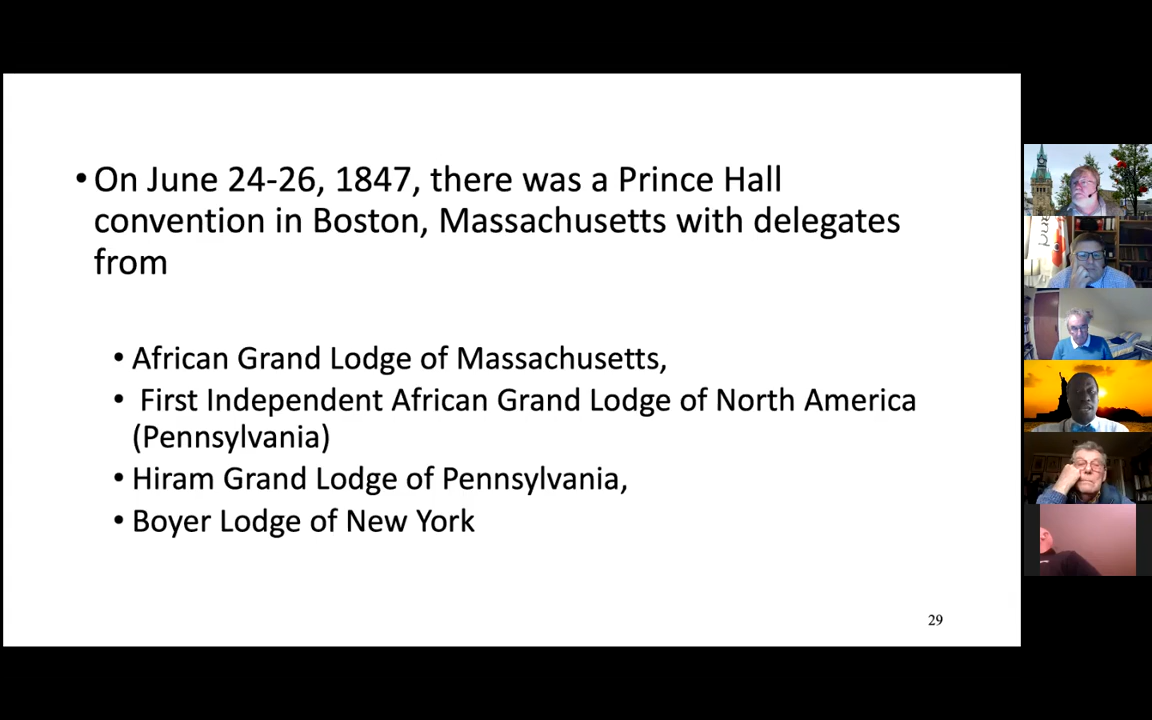 • On June 24-26, 1847, there was a Prince Hall
convention in Boston, Massachusetts with delegates
from
• African Grand Lodge of Massachusetts,
• First Independent African Grand Lodge of North America
(Pennsylvania)
• Hiram Grand Lodge of Pennsylvania,
• Boyer Lodge of New York
29